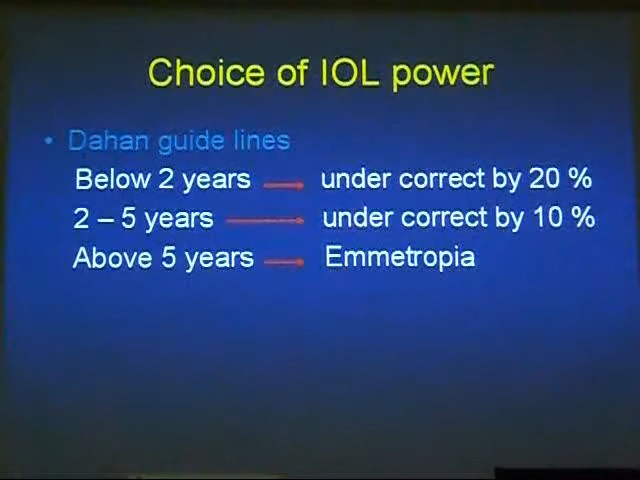 Choice of IOL power
• Dahan guide lines
Below 2 years → under correct by 20 %
2 – 5 years → under correct by 10 %
Above 5 years → Emmetropia